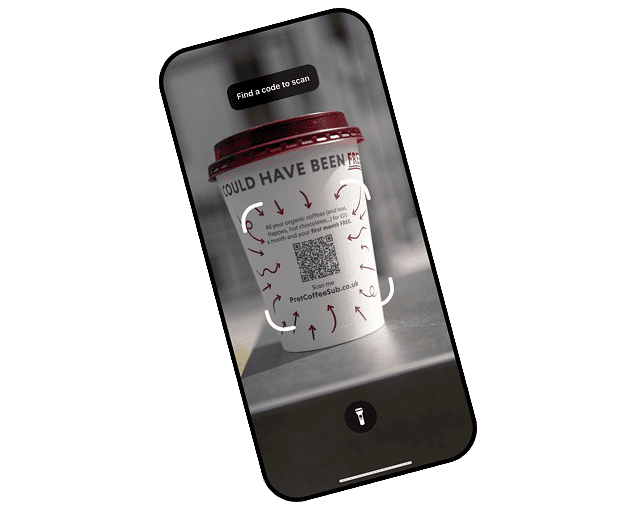 Find a code to scan
COULD HAVE BEEN FREE
All your organic coffees (and teas,
frappes, hot chocolates...) for £20
a month and your first month FREE.
Scan me
PretCoffeeSub.co.uk